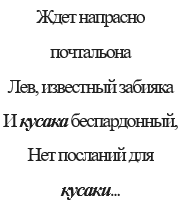 Ждет напрасно
почтальона
Лев, известный забияка
И кусака беспардонный,
Нет посланий для
кусаки...